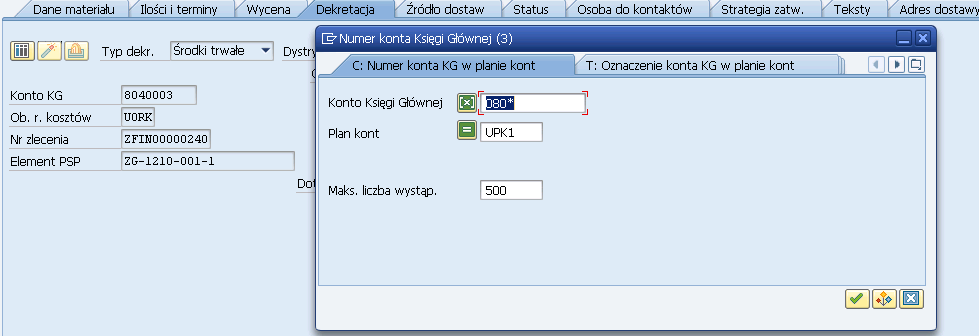 Dane materiału Ilości i terminy Wycena Dekretacja Źródło dostaw Status Osoba do kontaktów Strategia zatw. Teksty Adres dostawy
Typ dekr. Środki trwałe Dystry
Numer konta Księgi Głównej (3)
C: Numer konta KG w planie kont T: Oznaczenie konta KG w planie kont
Konto KG 8040003
Ob. r. kosztów UORK
Nr zlecenia ZFIN00000240
Element PSP ZG-1210-001-1
Dot
Konto Księgi Głównej 080*
Plan kont UPK1
Maks. liczba wystąp. 500